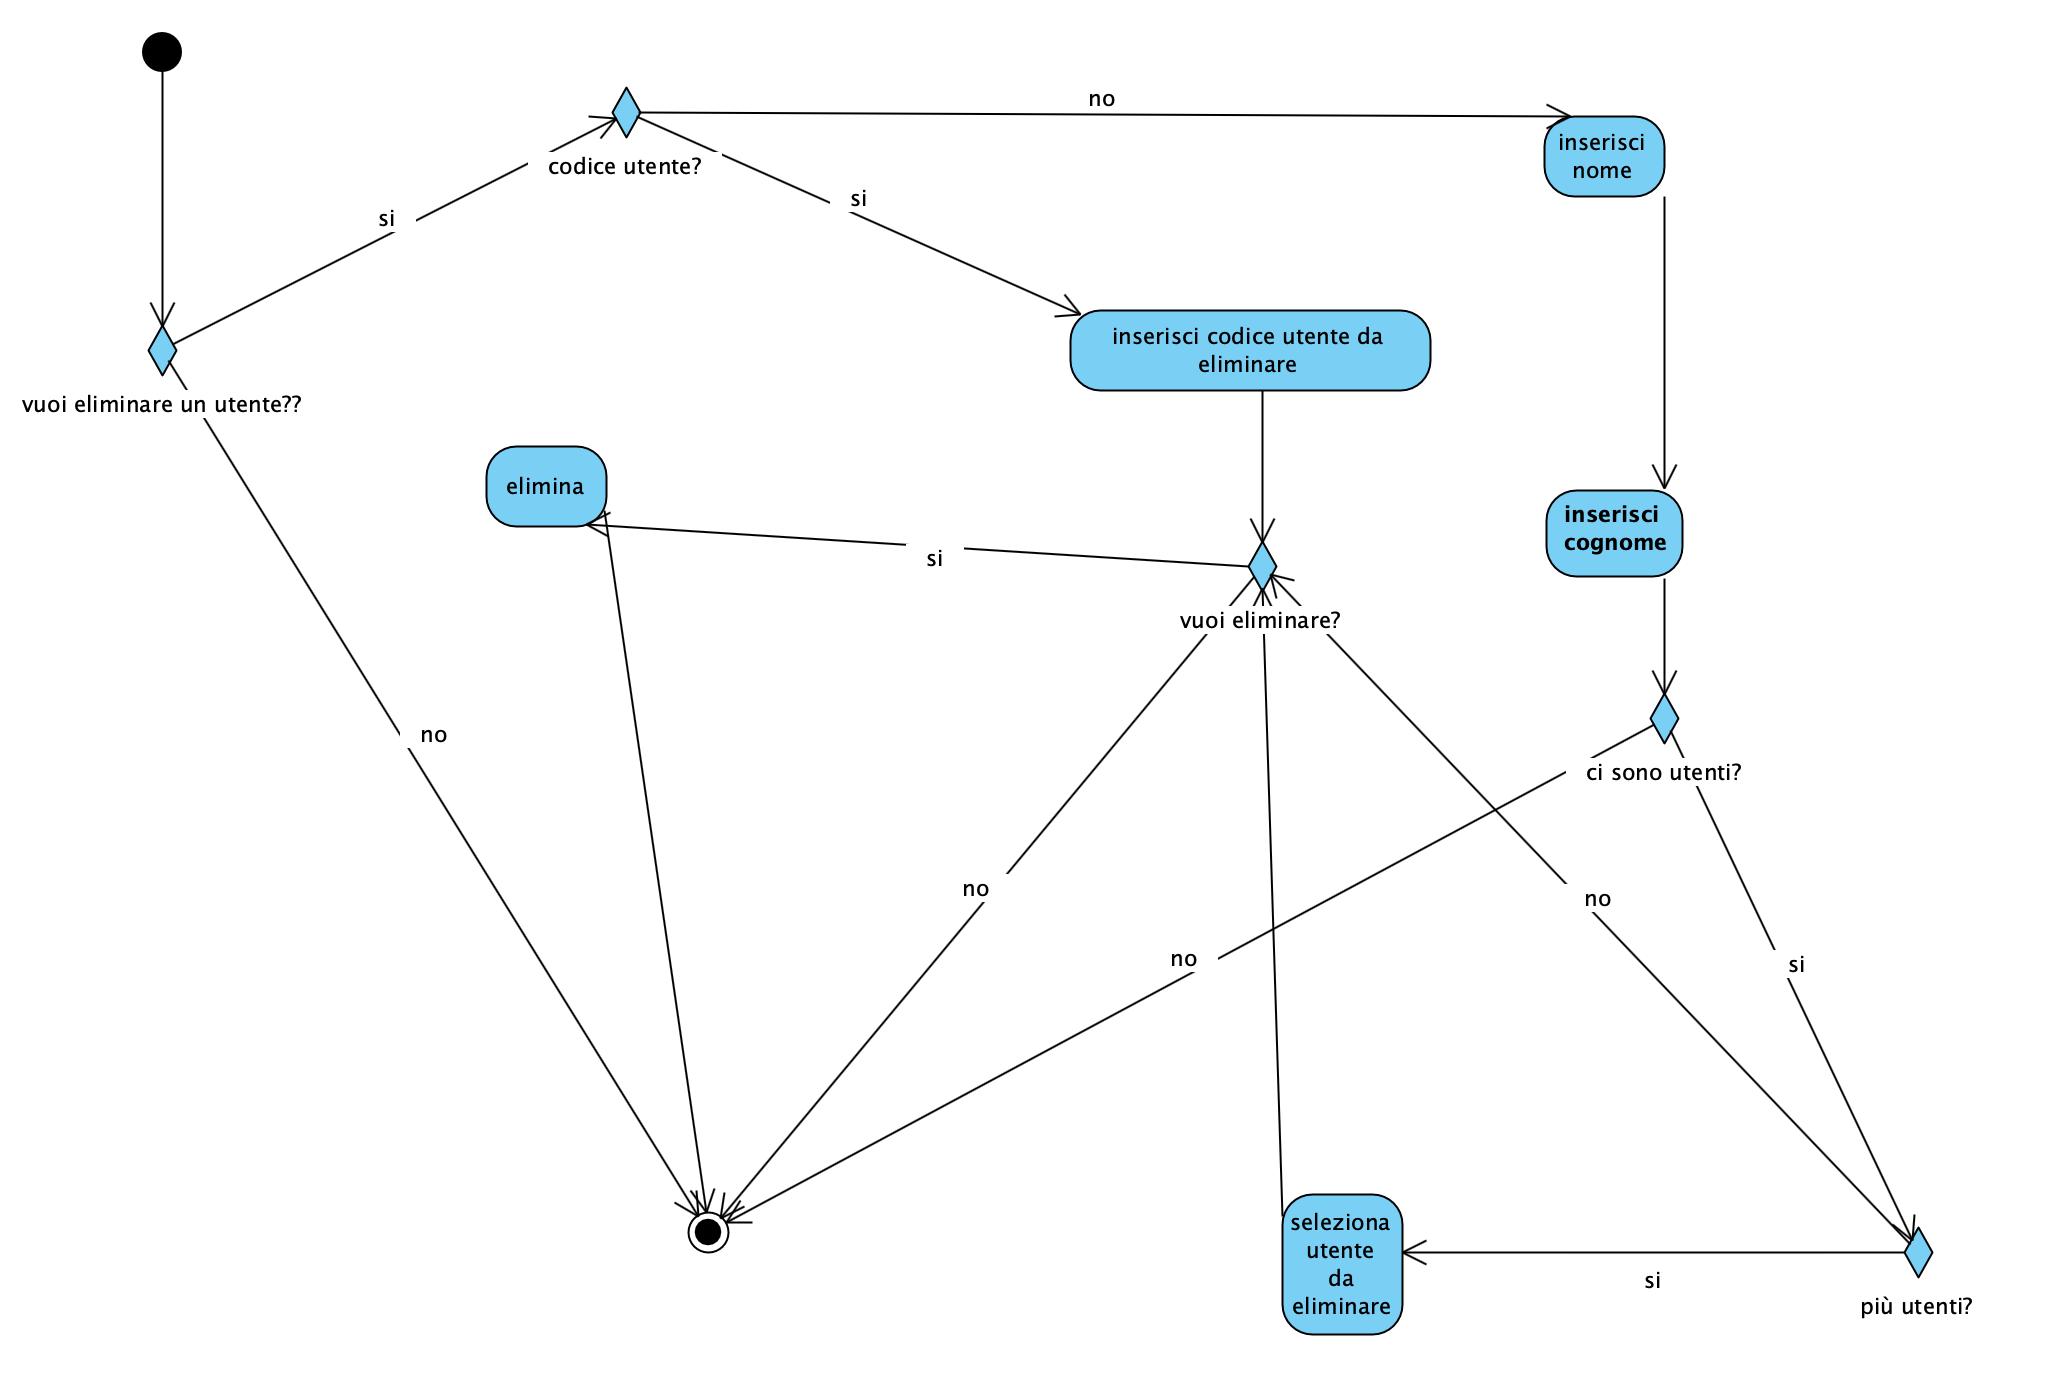 no
inserisci
nome
codice utente?
si
si
inserisci codice utente da
eliminare
vuoi eliminare un utente??
elimina
inserisci
cognome
si
vuoi eliminare?
no
ci sono utenti?
no
no
no
si
seleziona
utente
da
eliminare
si
più utenti?